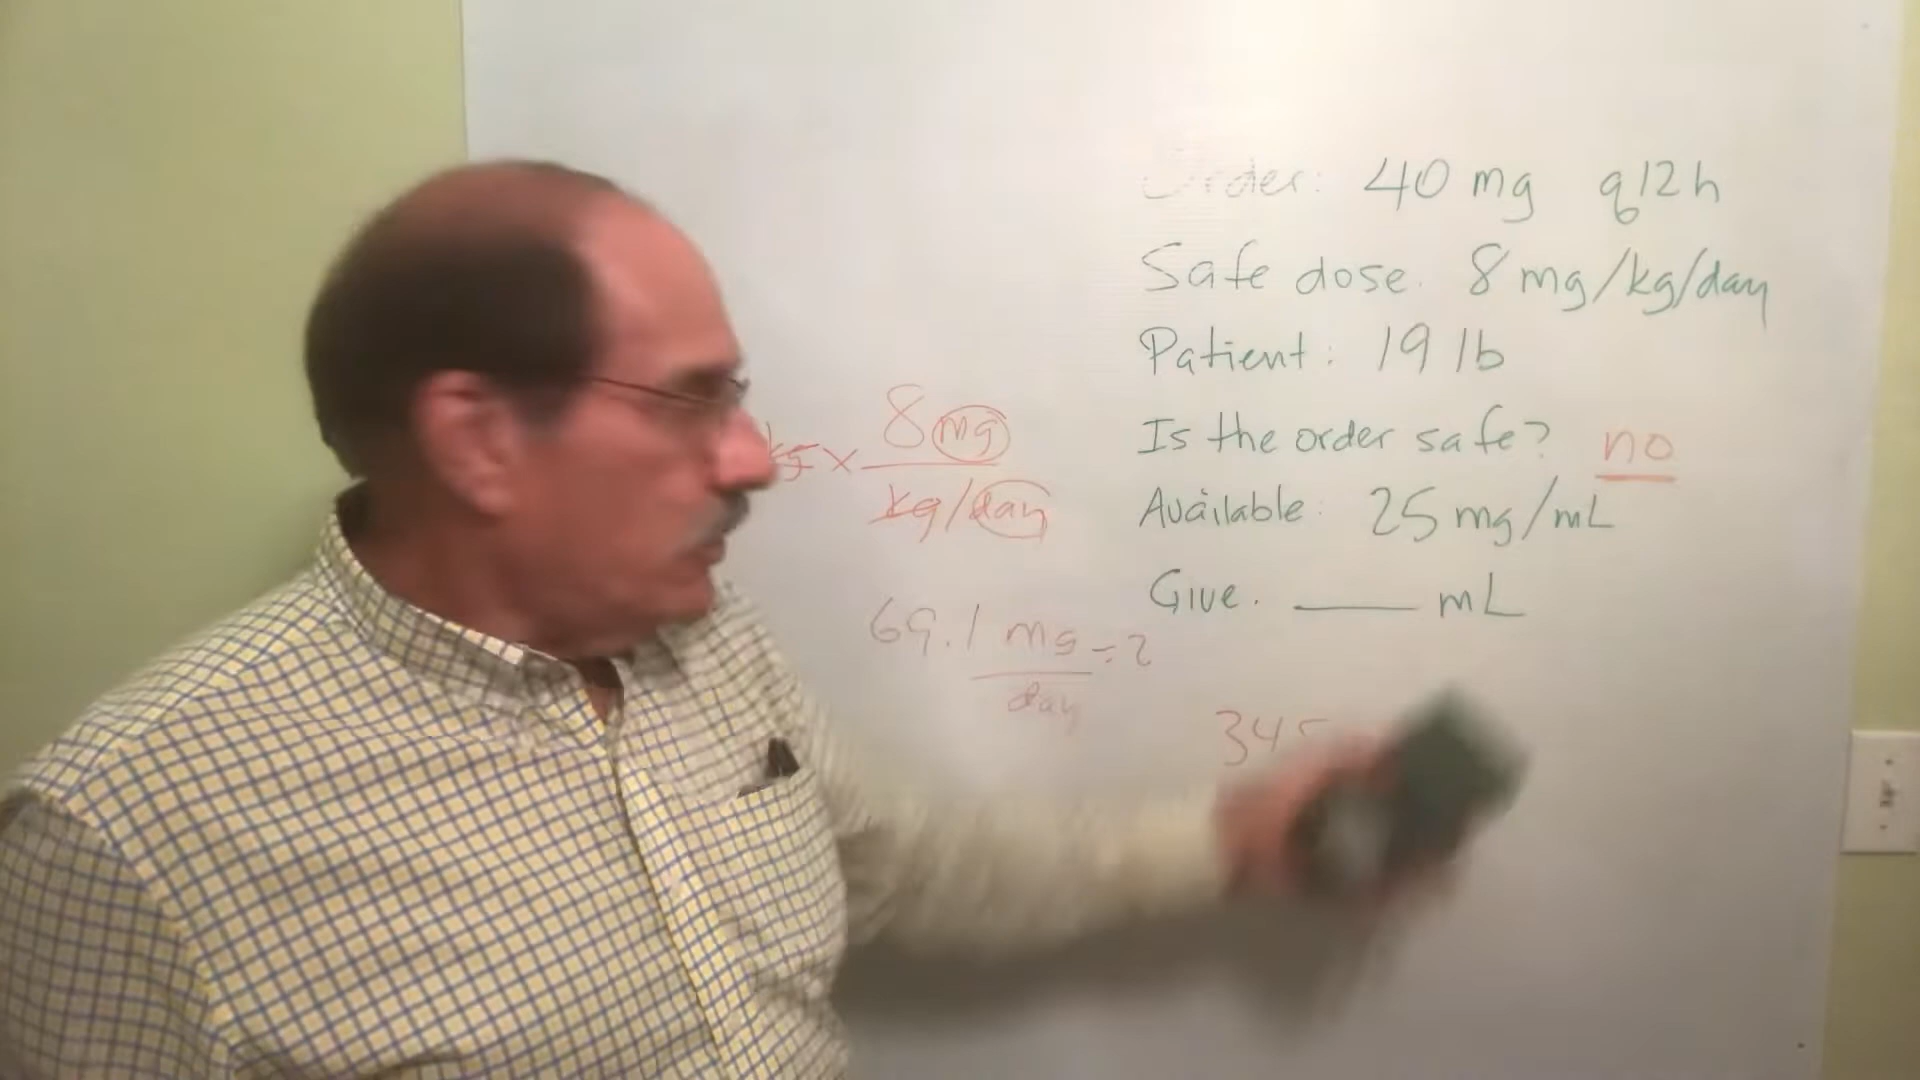 Order: 40 mg q12h
Safe dose. 8 mg/kg/day
Patient: 19 lb
Is the order safe? no
Available: 25 mg/mL
Give. ____ mL
kg × 8 mg
kg/day
69.1 mg ÷ 2
day
345